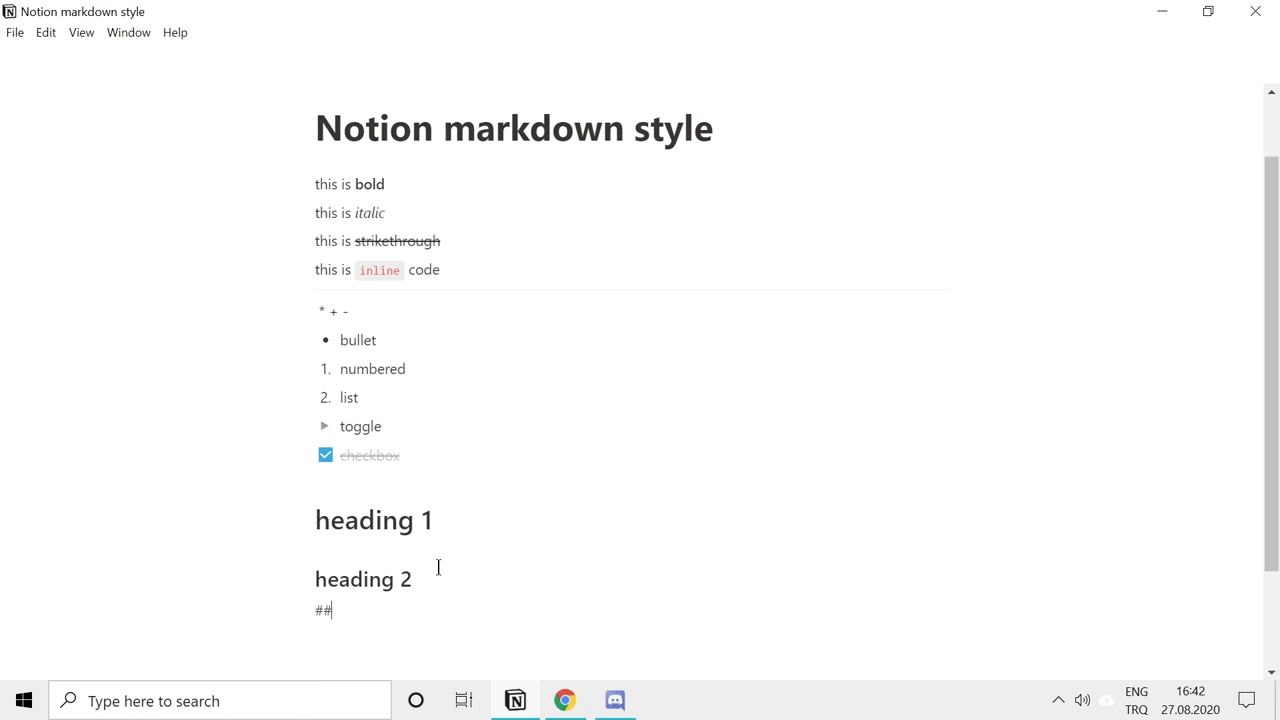 Notion markdown style
File Edit View Window Help
Notion markdown style
this is bold
this is italic
this is strikethrough
this is inline code
* + -
• bullet
1. numbered
2. list
toggle
checkbox
heading 1
heading 2
##
Type here to search
ENG 16:42
TRQ 27.08.2020